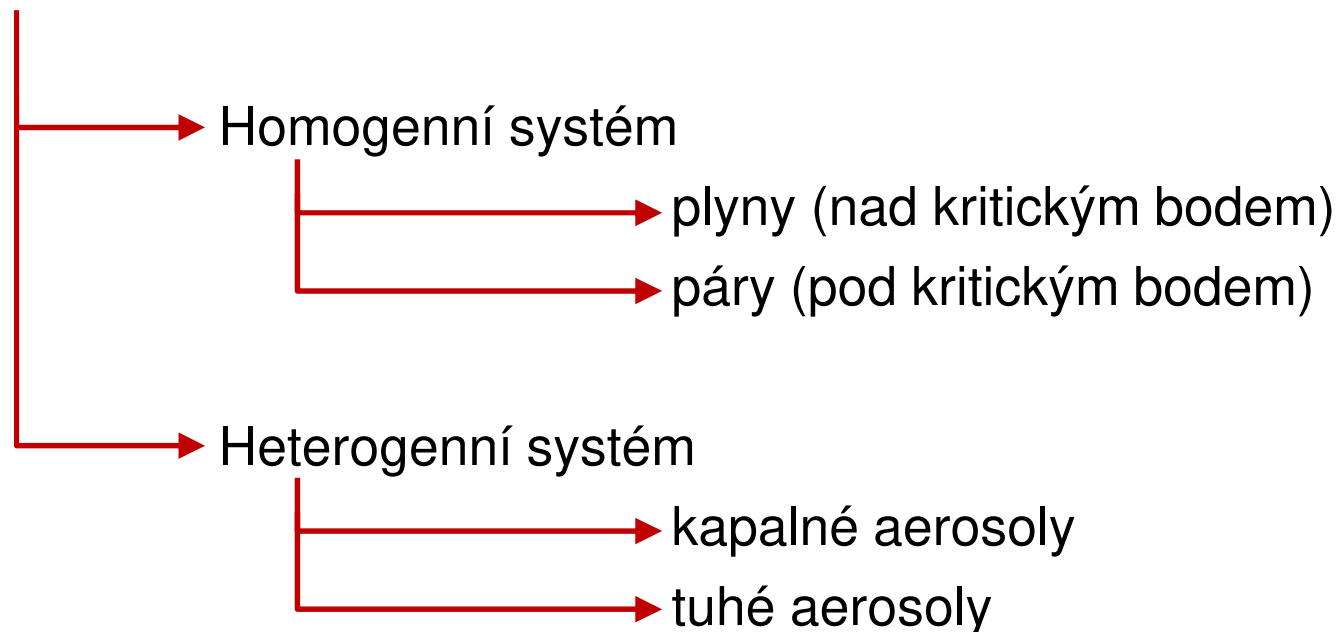 Homogenní systém
plyny (nad kritickým bodem)
páry (pod kritickým bodem)
Heterogenní systém
kapalné aerosoly
tuhé aerosoly